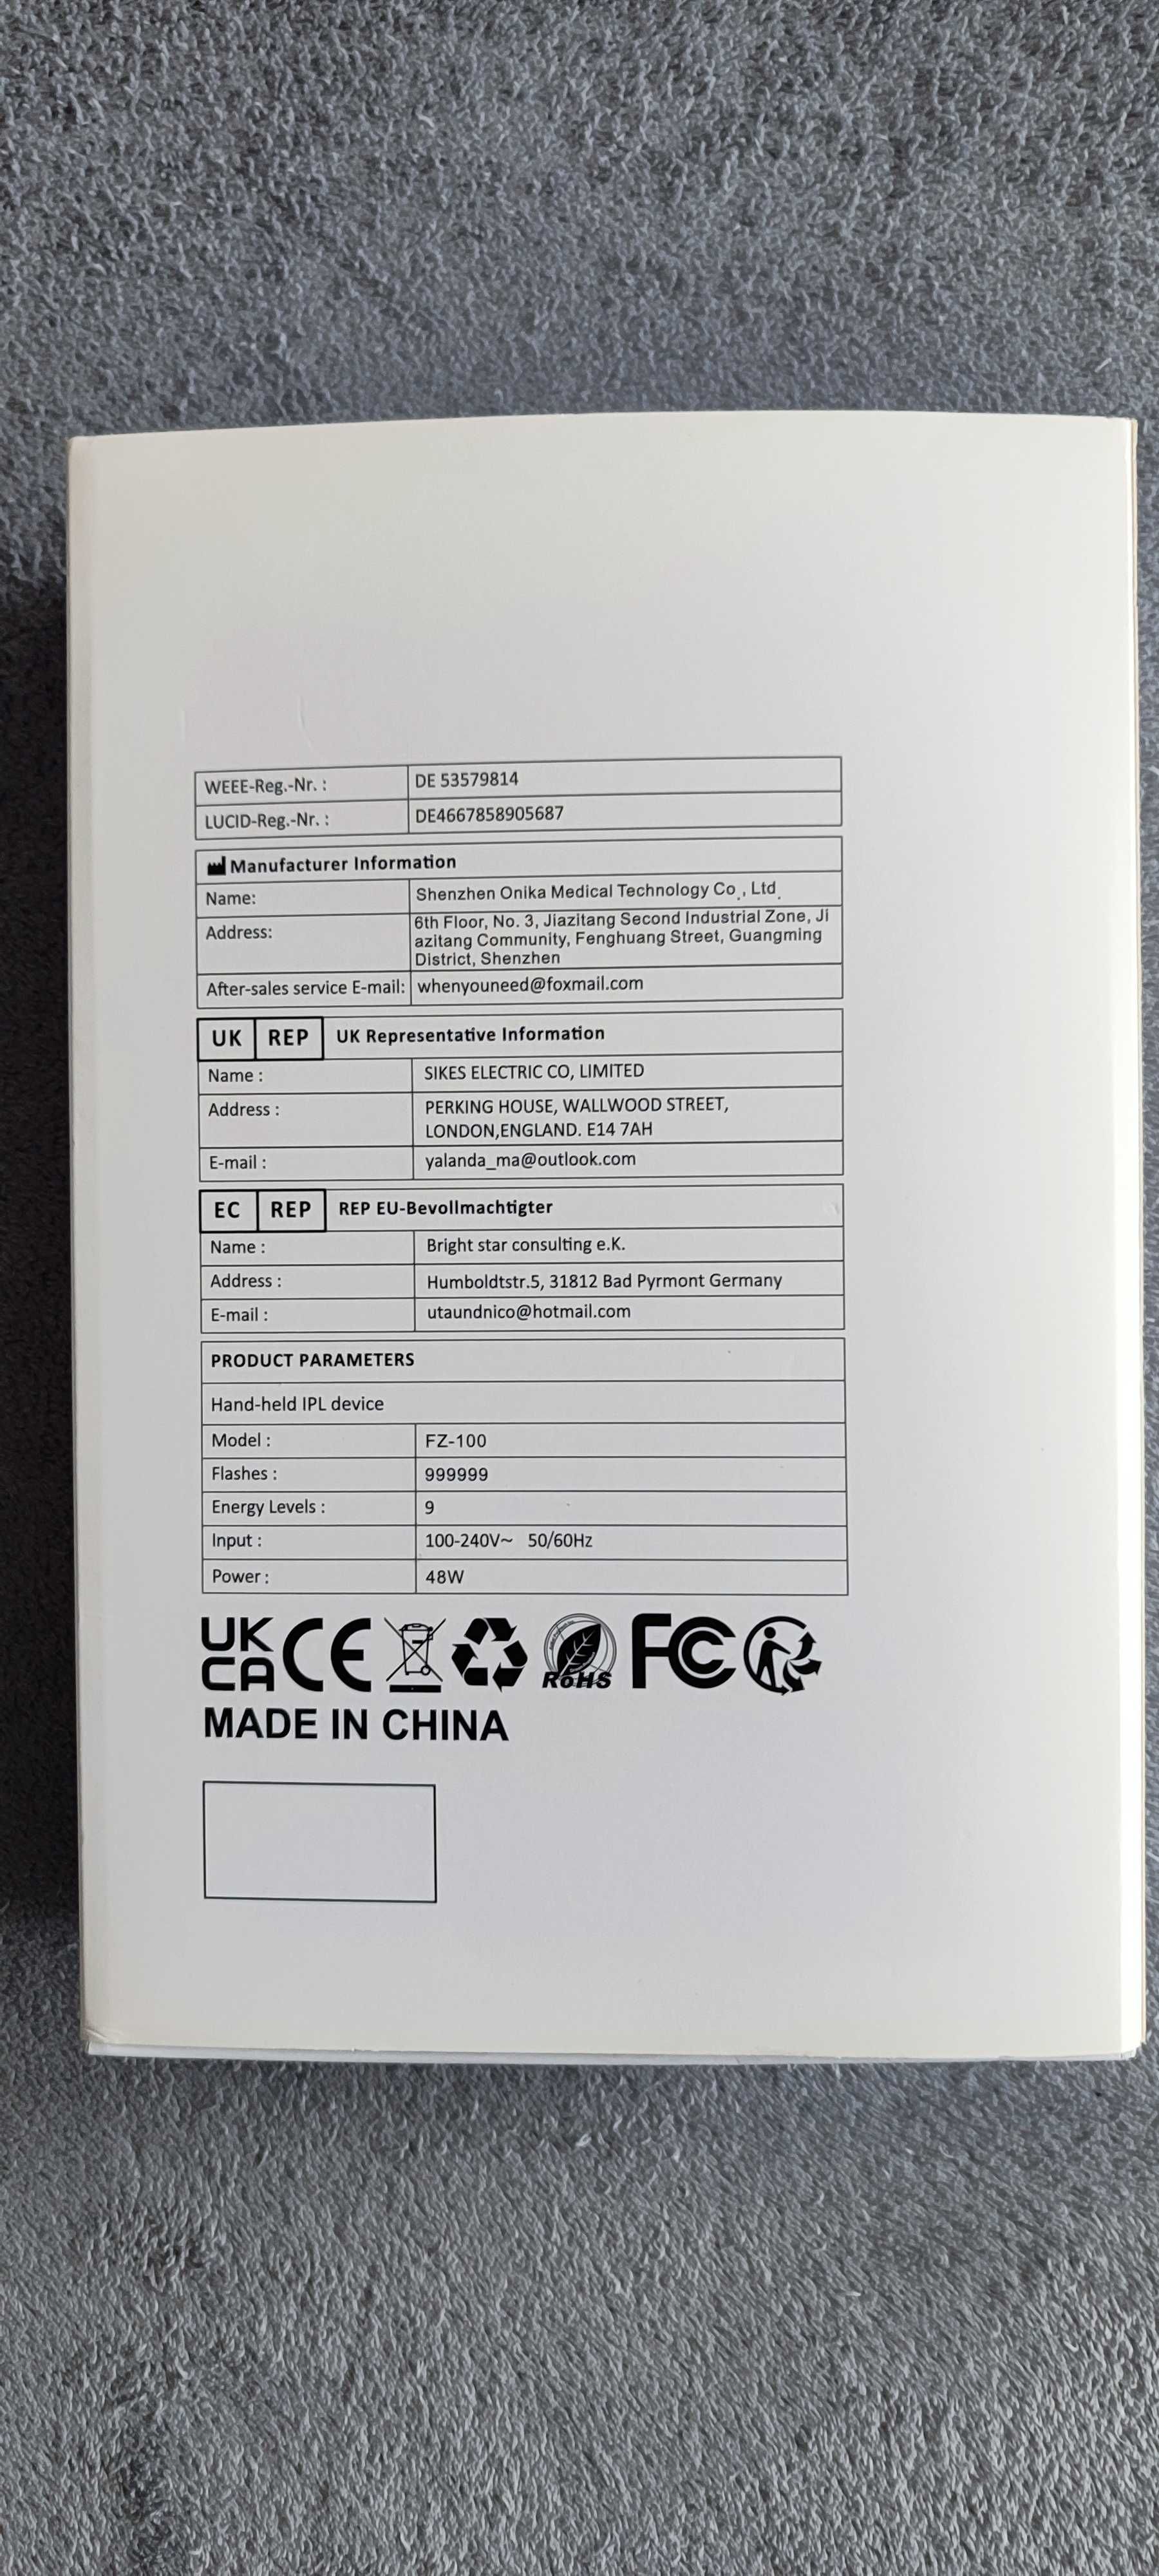 WEEE-Reg.-Nr. : DE 53579814
LUCID-Reg.-Nr. : DE4667858905687
Manufacturer Information
Name: Shenzhen Onika Medical Technology Co., Ltd.
Address: 6th Floor, No. 3, Jiazitang Second Industrial Zone, Ji
azitang Community, Fenghuang Street, Guangming
District, Shenzhen
After-sales service E-mail: whenyouneed@foxmail.com
UK REP UK Representative Information
Name : SIKES ELECTRIC CO, LIMITED
Address : PERKING HOUSE, WALLWOOD STREET,
LONDON,ENGLAND. E14 7AH
E-mail : yalanda_ma@outlook.com
EC REP REP EU-Bevollmachtigter
Name : Bright star consulting e.K.
Address : Humboldtstr.5, 31812 Bad Pyrmont Germany
E-mail : utaundnico@hotmail.com
PRODUCT PARAMETERS
Hand-held IPL device
Model : FZ-100
Flashes : 999999
Energy Levels : 9
Input : 100-240V~ 50/60Hz
Power : 48W
UK
CA CE RoHS FC
MADE IN CHINA